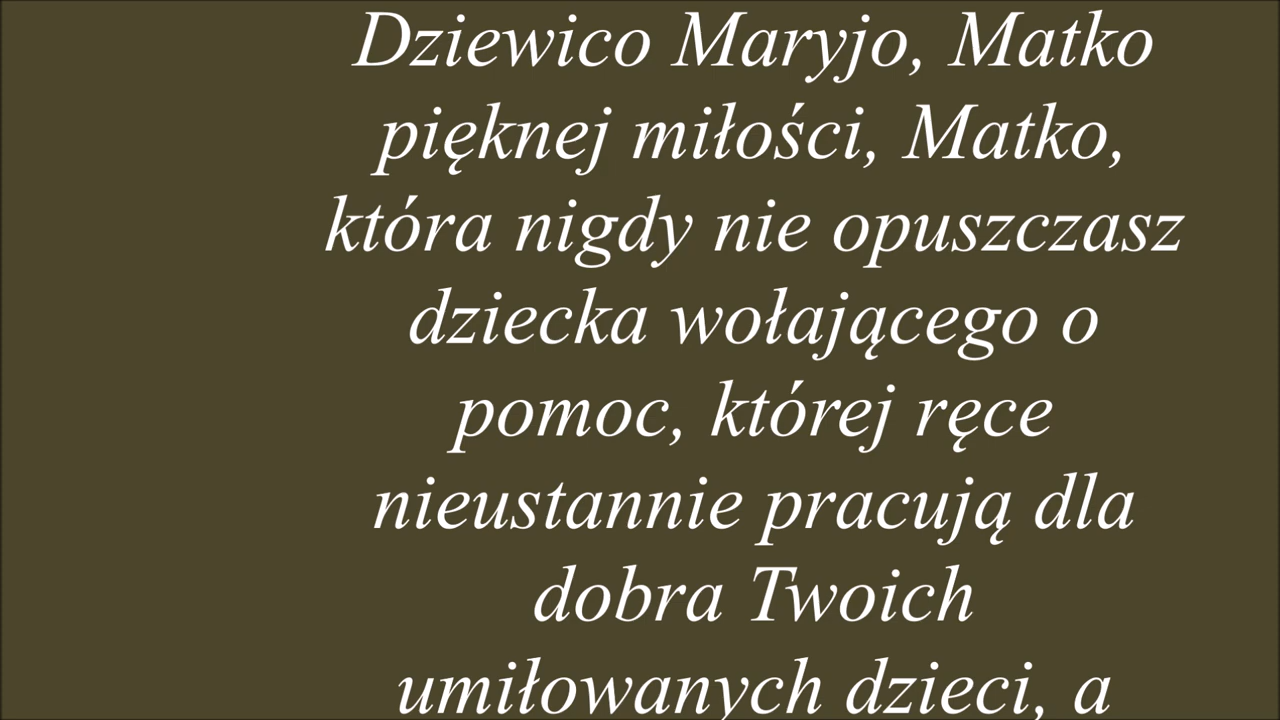 Dziewico Maryjo, Matko
pięknej miłości, Matko,
która nigdy nie opuszczasz
dziecka wołającego o
pomoc, której ręce
nieustannie pracują dla
dobra Twoich
umiłowanych dzieci, a